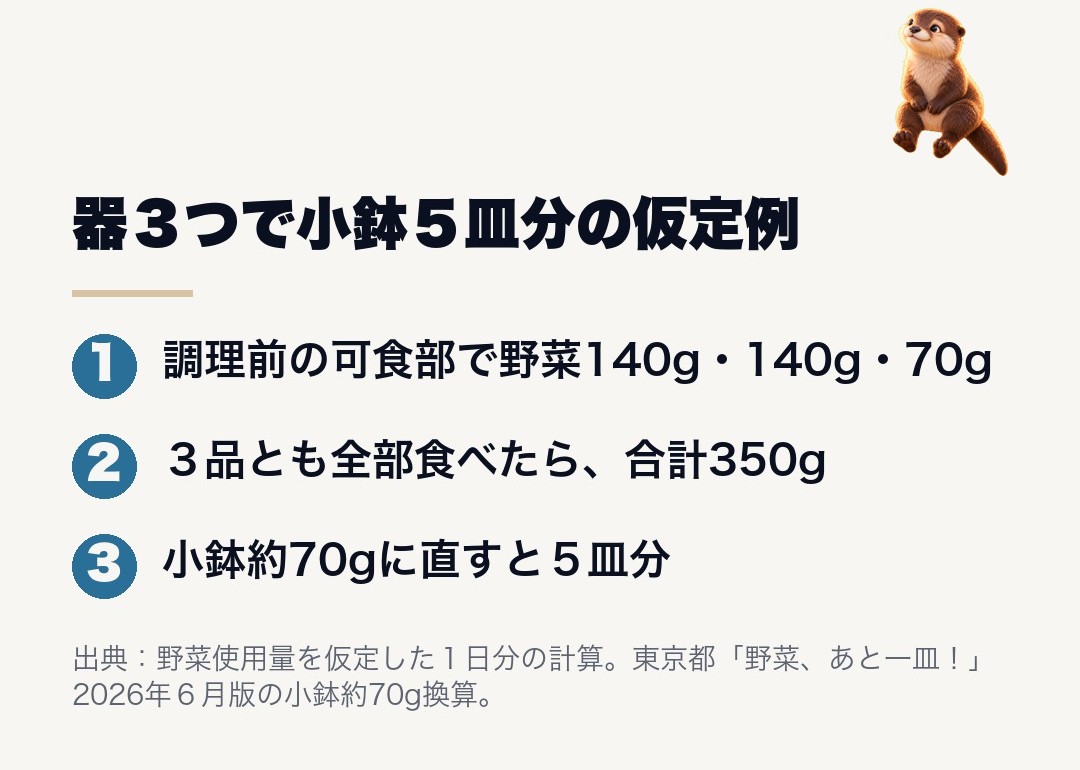 器３つで小鉢５皿分の仮定例
1 調理前の可食部で野菜140g・140g・70g
2 ３品とも全部食べたら、合計350g
3 小鉢約70gに直すと５皿分
出典：野菜使用量を仮定した１日分の計算。東京都「野菜、あと一皿！」
2026年６月版の小鉢約70g換算。